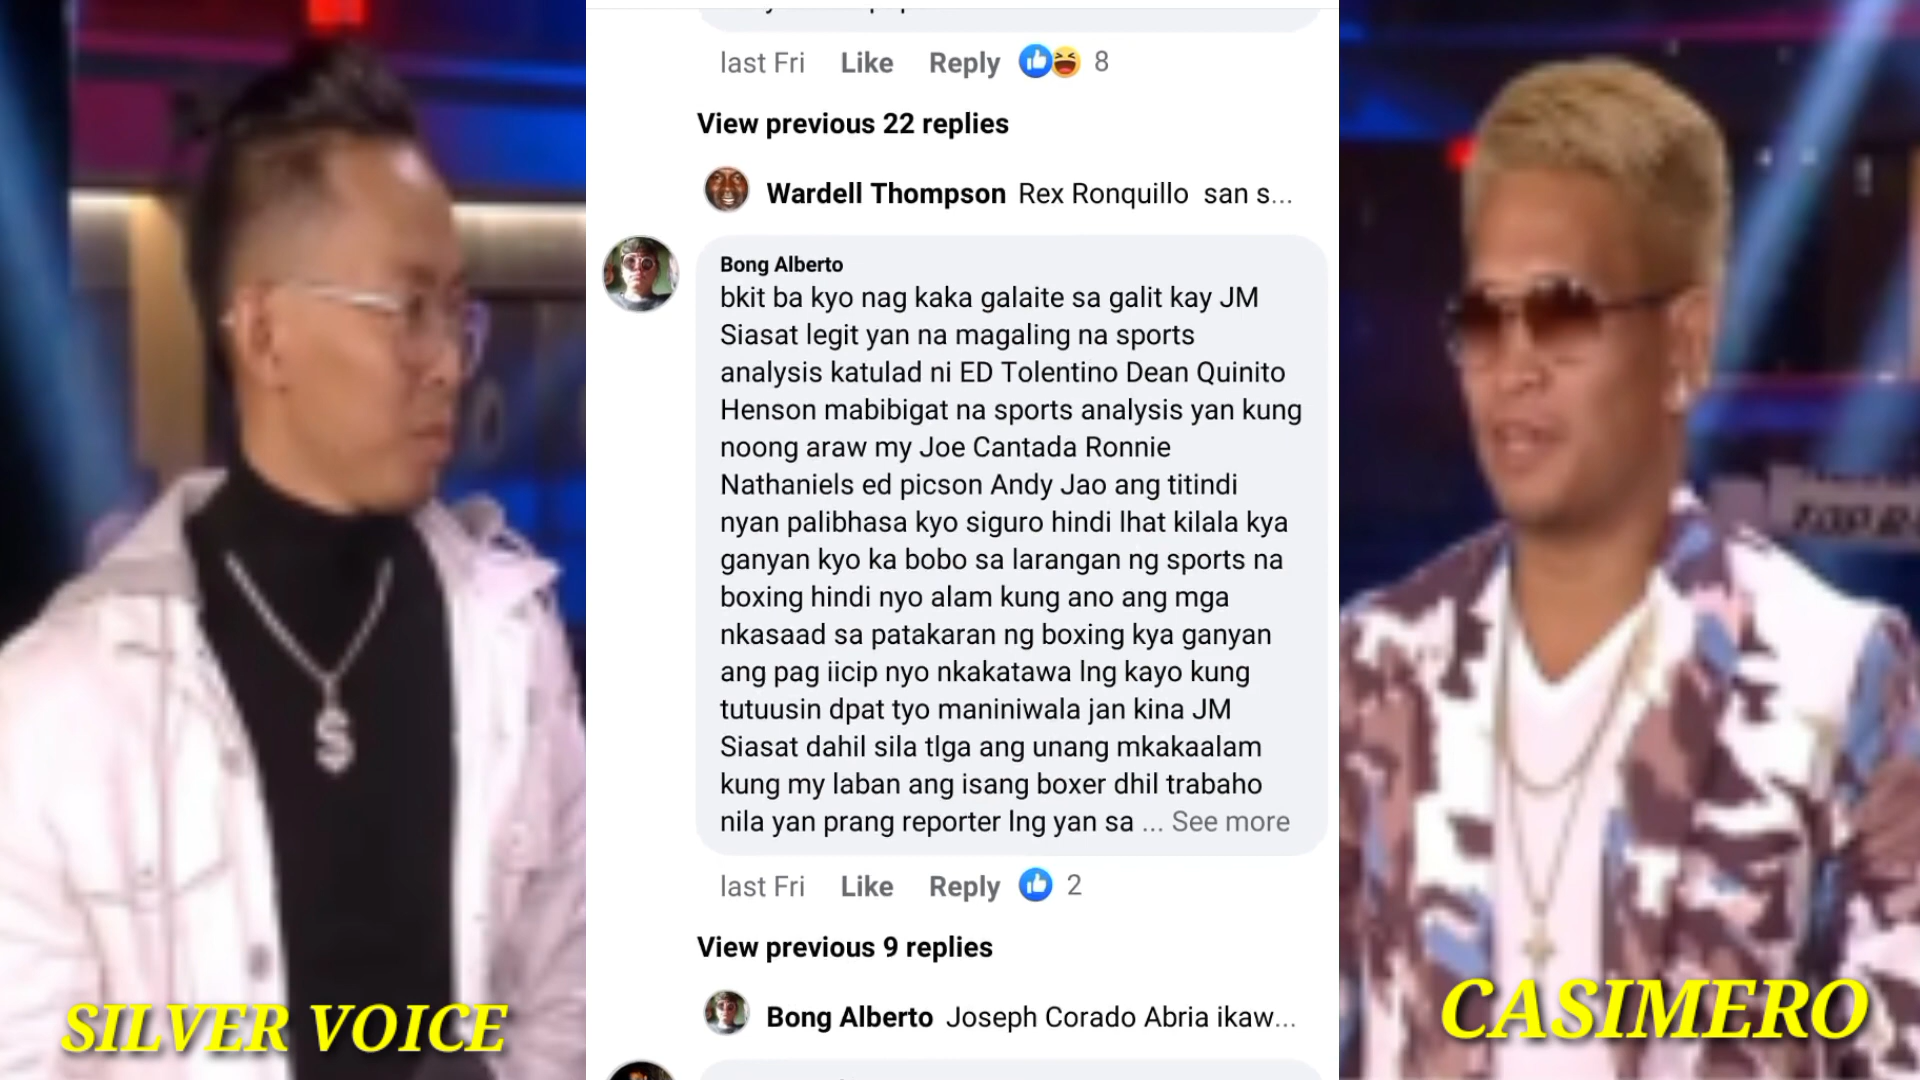 last Fri Like Reply 8
View previous 22 replies
Wardell Thompson Rex Ronquillo san s...
Bong Alberto
bkit ba kyo nag kaka galaite sa galit kay JM
Siasat legit yan na magaling na sports
analysis katulad ni ED Tolentino Dean Quinito
Henson mabibigat na sports analysis yan kung
noong araw my Joe Cantada Ronnie
Nathaniels ed picson Andy Jao ang titindi
nyan palibhasa kyo siguro hindi lhat kilala kya
ganyan kyo ka bobo sa larangan ng sports na
boxing hindi nyo alam kung ano ang mga
nkasaad sa patakaran ng boxing kya ganyan
ang pag iicip nyo nkakatawa lng kayo kung
tutuusin dpat tyo maniniwala jan kina JM
Siasat dahil sila tlga ang unang mkakaalam
kung my laban ang isang boxer dhil trabaho
nila yan prang reporter lng yan sa ... See more
last Fri Like Reply 2
View previous 9 replies
Bong Alberto Joseph Corado Abria ikaw...
SILVER VOICE
CASIMERO